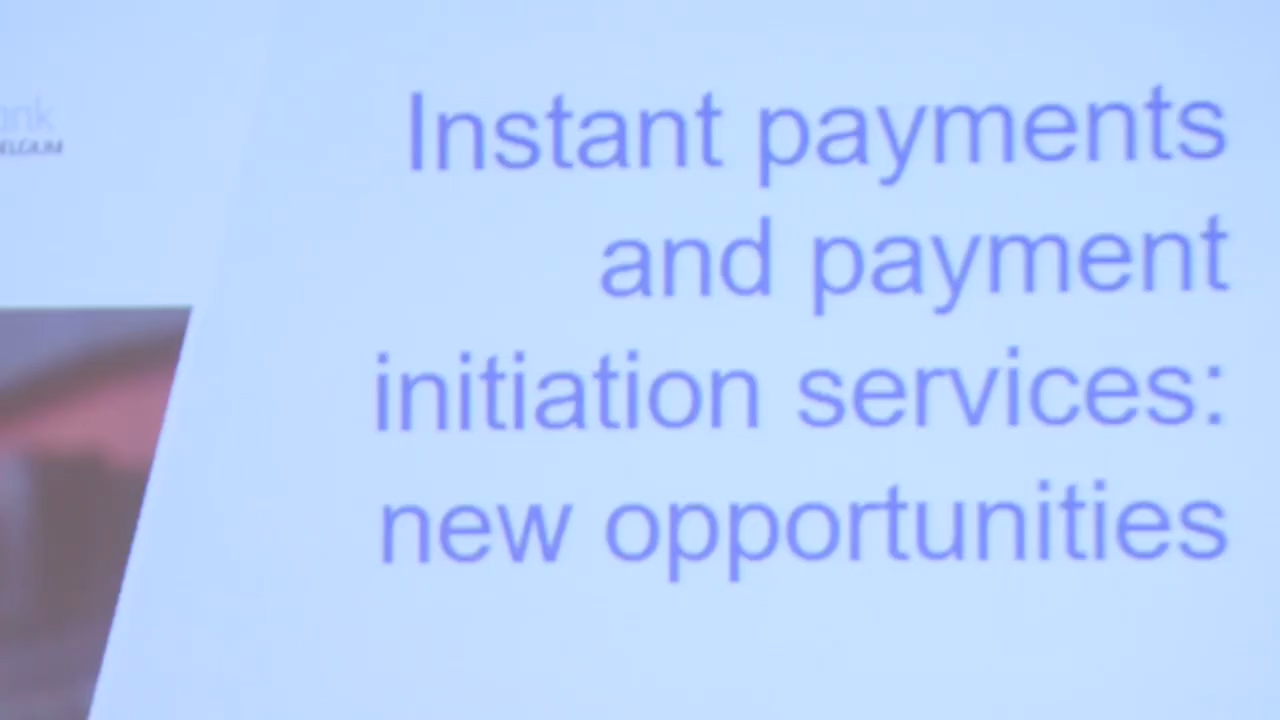 Instant payments
and payment
initiation services:
new opportunities